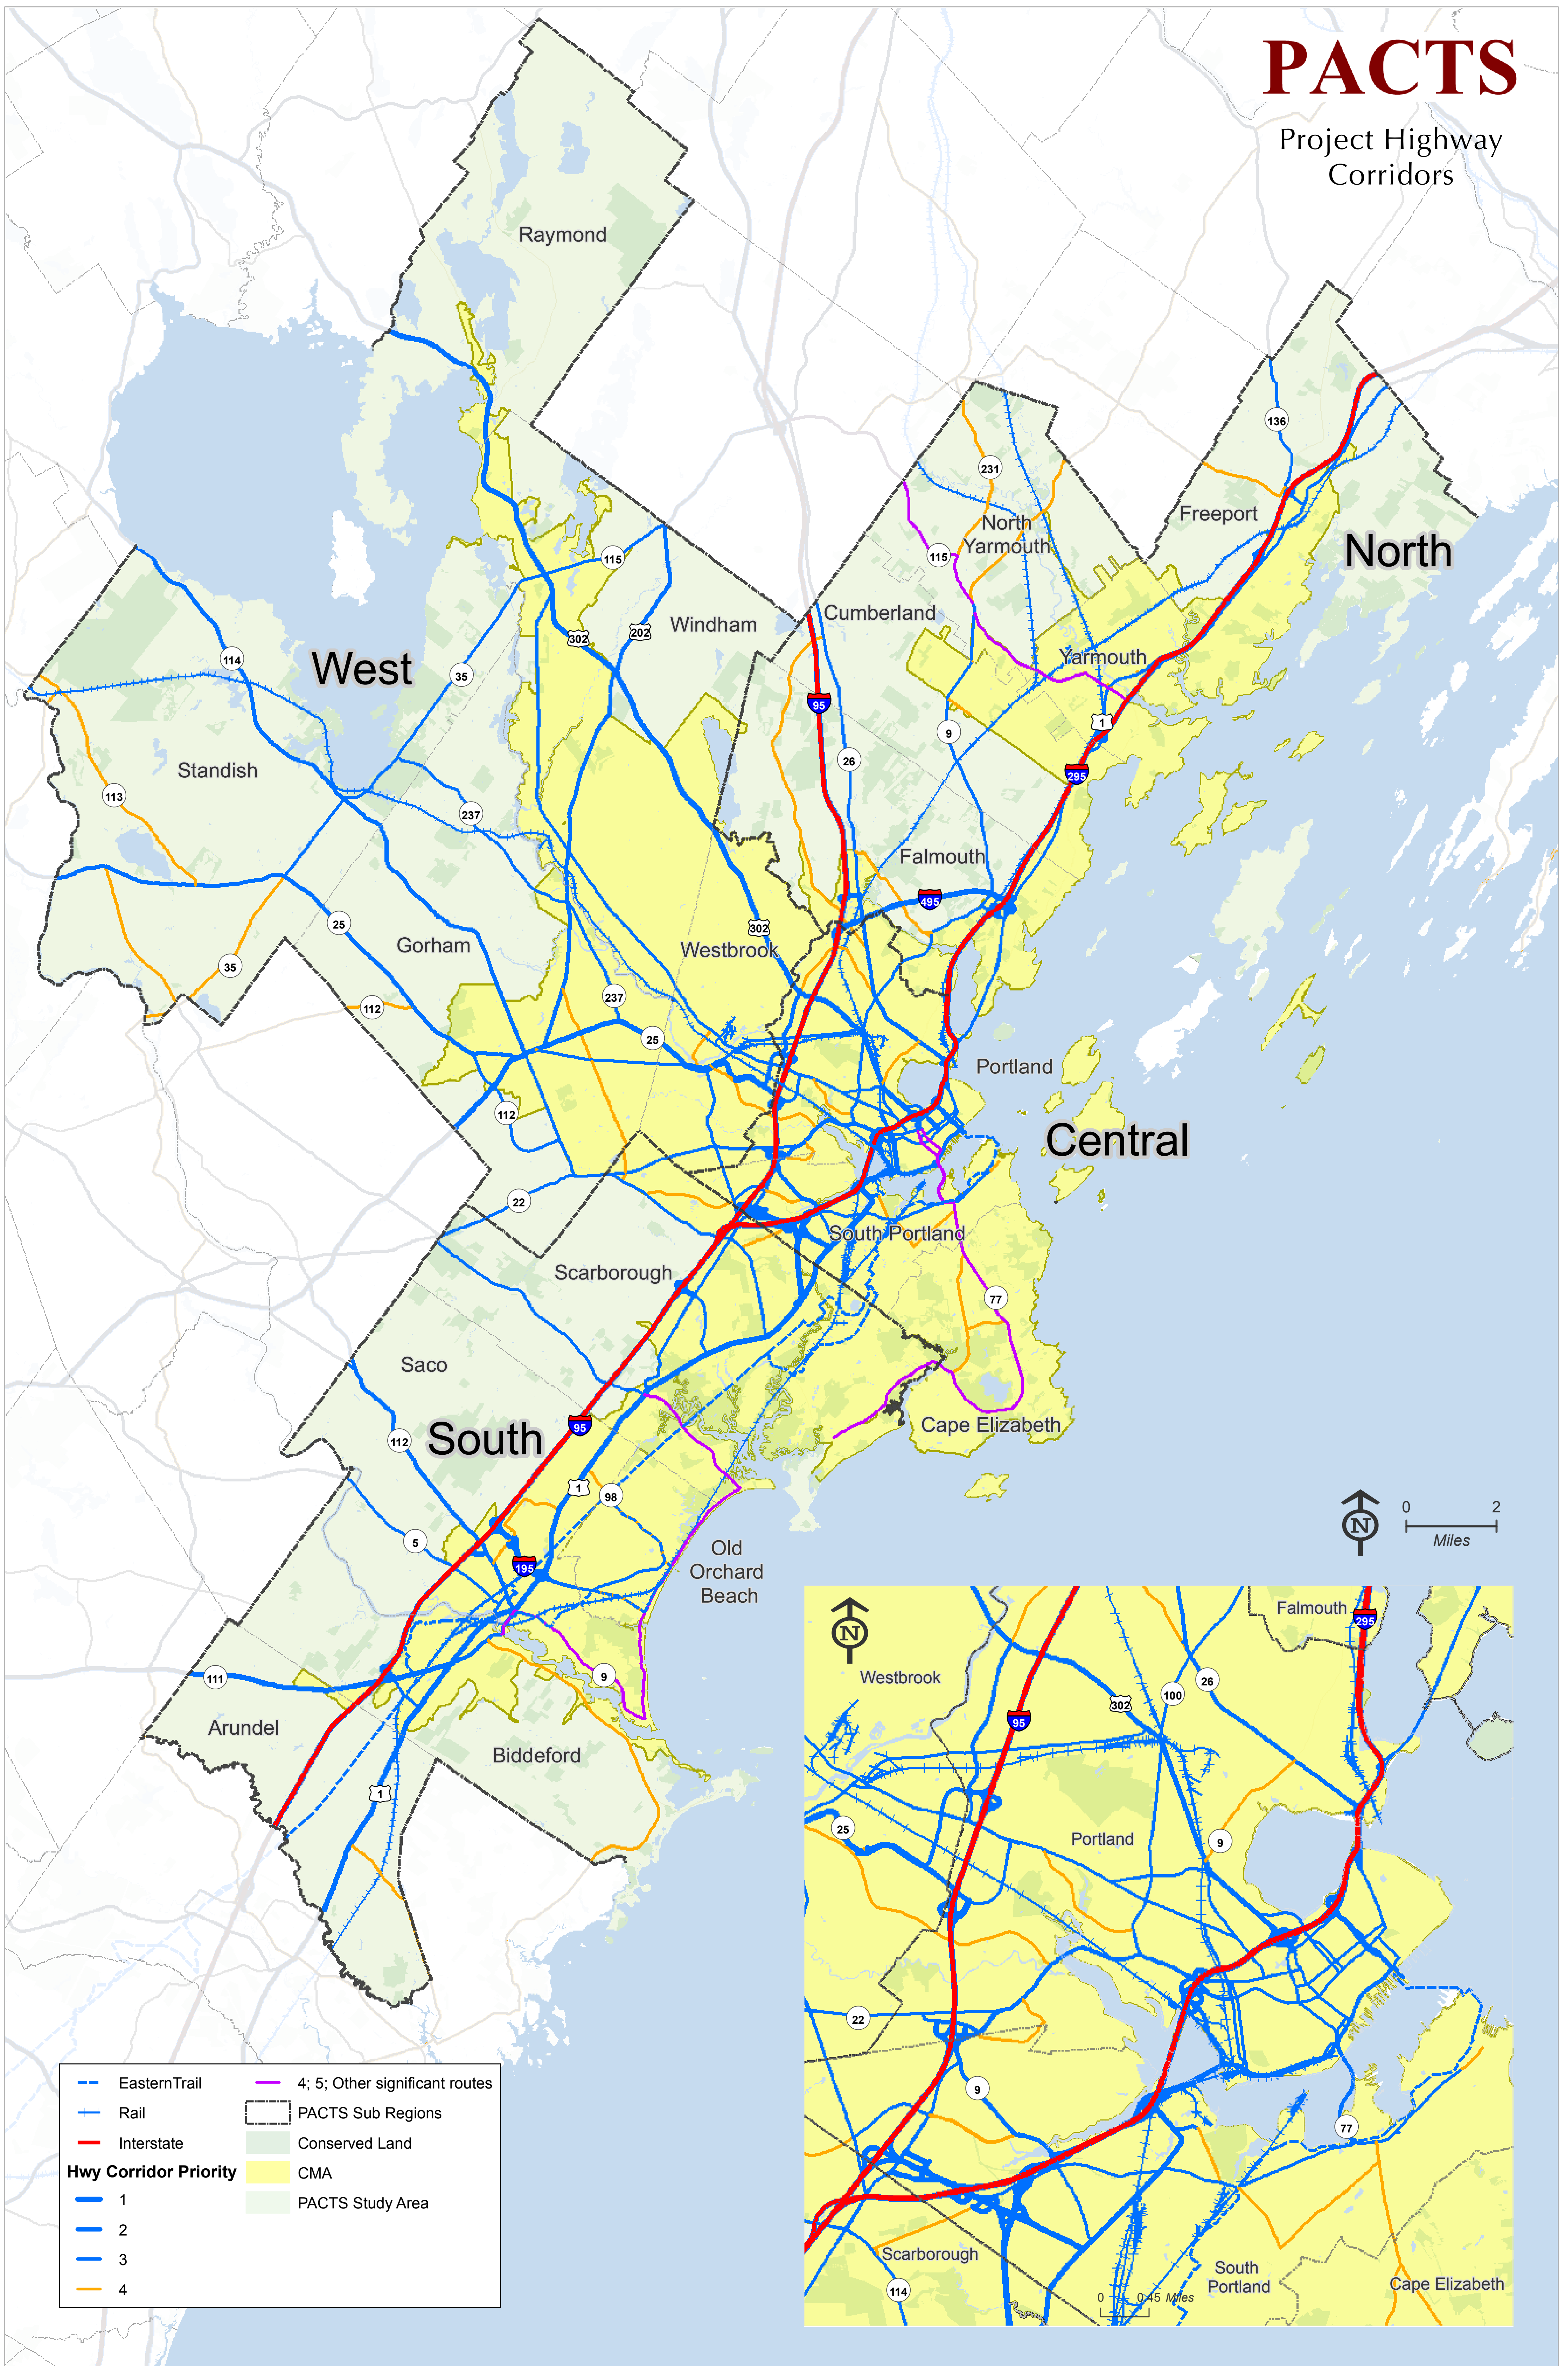 PACTS
Project Highway
Corridors
Raymond
136
231
North
Yarmouth
Freeport
North
115
115
Cumberland
302
202
Windham
Yarmouth
114
West
35
95
1
9
26
295
Standish
113
237
Falmouth
495
25
302
Gorham
Westbrook
35
112
237
25
Portland
112
Central
22
South Portland
Scarborough
77
Saco
95
Cape Elizabeth
112
South
1
98
0 2
Miles
N
5
195
Old
Orchard
Beach
9
111
Arundel
Biddeford
1
N
Falmouth
295
Westbrook
26
100
302
95
25
Portland
9
22
9
77
Scarborough
South
Portland
Cape Elizabeth
114
0 0.45 Miles
EasternTrail
Rail
Interstate
Hwy Corridor Priority
1
2
3
4
4; 5; Other significant routes
PACTS Sub Regions
Conserved Land
CMA
PACTS Study Area